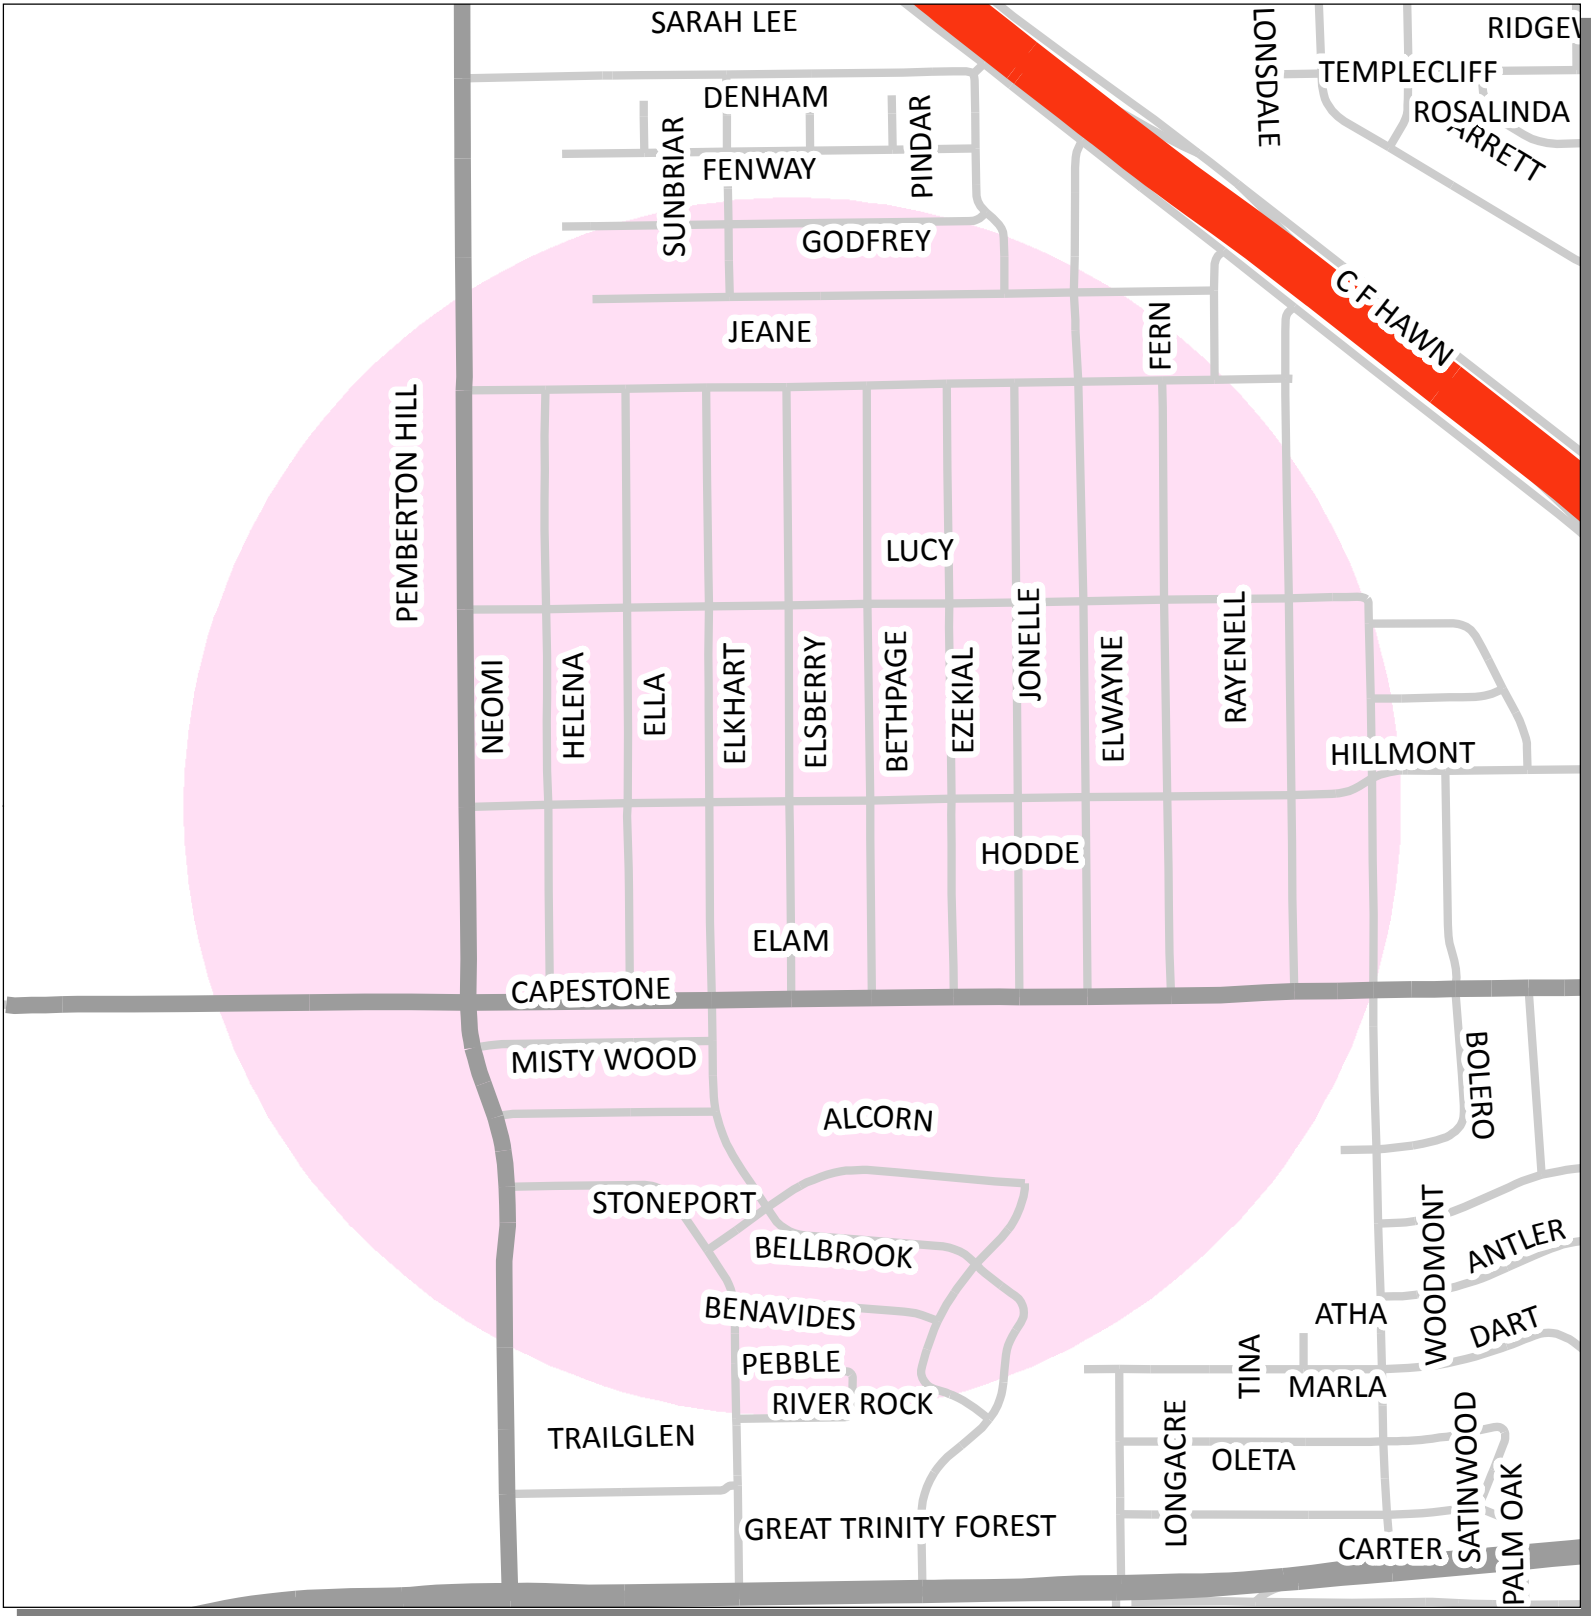 SARAH LEE
LONSDALE
RIDGEV
TEMPLECLIFF
DENHAM
ROSALINDA
PINDAR
SUNBRIAR
ARRETT
FENWAY
GODFREY
C F HAWN
JEANE
FERN
PEMBERTON HILL
LUCY
NEOMI
HELENA
ELLA
ELKHART
ELSBERRY
BETHPAGE
EZEKIAL
JONELLE
ELWAYNE
RAYENELL
HILLMONT
HODDE
ELAM
CAPESTONE
MISTY WOOD
BOLERO
ALCORN
STONEPORT
WOODMONT
BELLBROOK
ANTLER
BENAVIDES
ATHA
DART
PEBBLE
TINA
MARLA
RIVER ROCK
TRAILGLEN
LONGACRE
OLETA
SATINWOOD
PALM OAK
GREAT TRINITY FOREST
CARTER